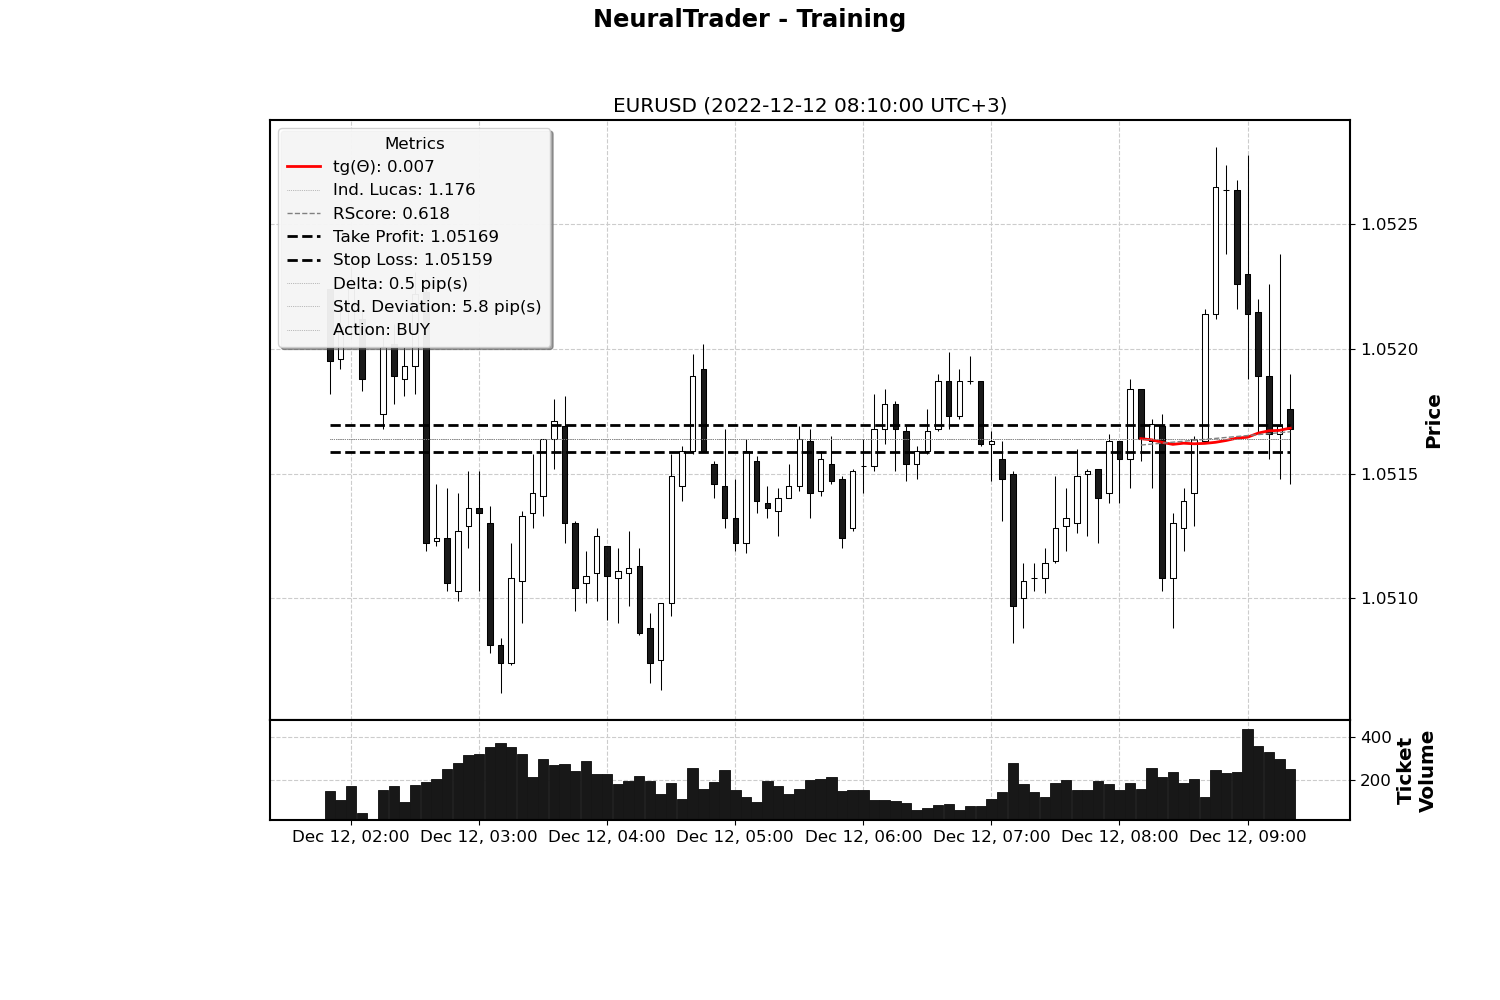 NeuralTrader - Training
EURUSD (2022-12-12 08:10:00 UTC+3)
Metrics
tg(Θ): 0.007
Ind. Lucas: 1.176
RScore: 0.618
Take Profit: 1.05169
Stop Loss: 1.05159
Delta: 0.5 pip(s)
Std. Deviation: 5.8 pip(s)
Action: BUY
1.0525
1.0520
1.0515
1.0510
Price
400
200
Ticket
Volume
Dec 12, 02:00 Dec 12, 03:00 Dec 12, 04:00 Dec 12, 05:00 Dec 12, 06:00 Dec 12, 07:00 Dec 12, 08:00 Dec 12, 09:00